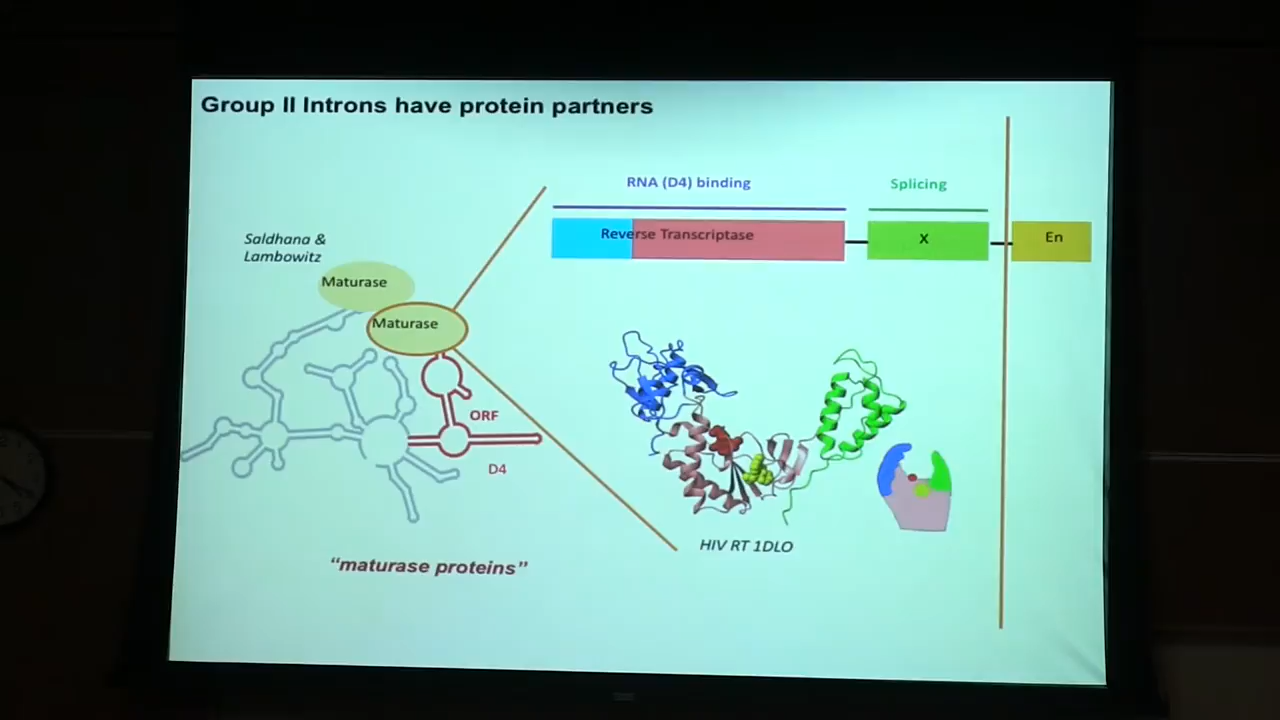 Group II Introns have protein partners
RNA (D4) binding
Splicing
Reverse Transcriptase
X
En
Saldhana &
Lambowitz
Maturase
Maturase
ORF
D4
HIV RT 1DLO
“maturase proteins”